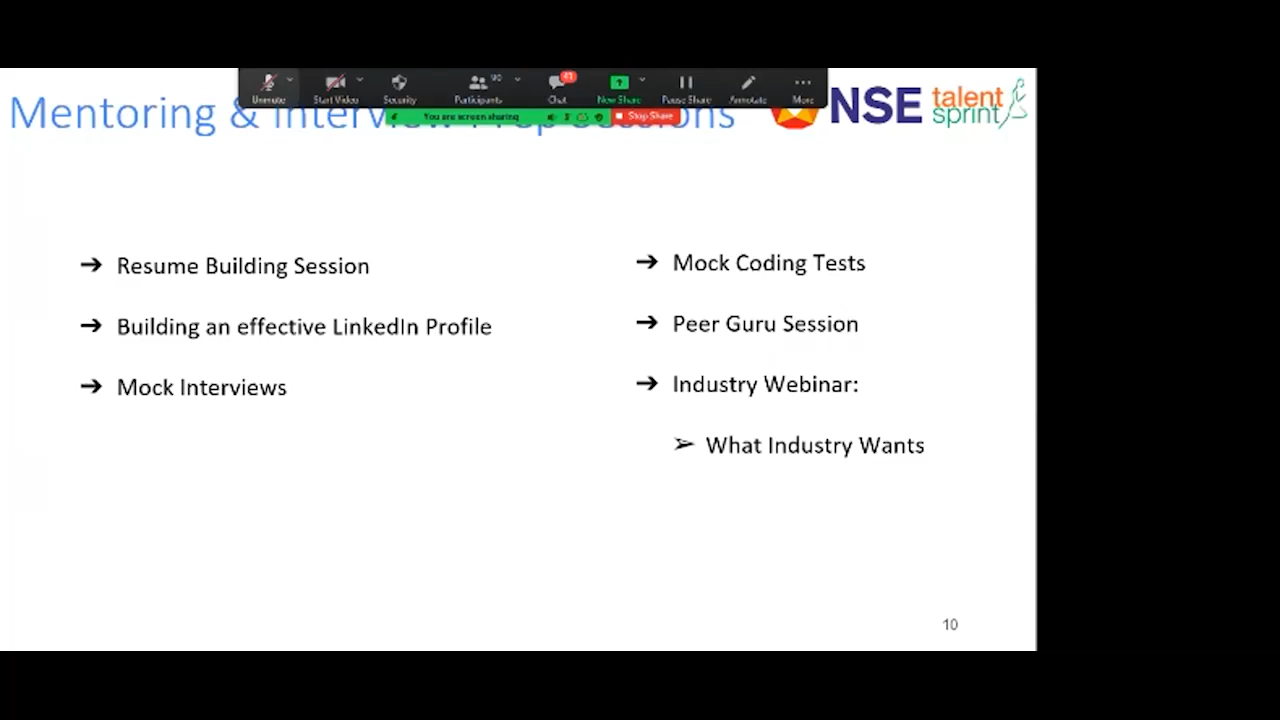 Unmute
Start Video
Security
90
Participants
41
Chat
New Share
Pause Share
Annotate
More
You are screen sharing
Stop Share
Mentoring & Interview Prep Sessions
NSE
talent
sprint
➔ Resume Building Session
➔ Building an effective LinkedIn Profile
➔ Mock Interviews
➔ Mock Coding Tests
➔ Peer Guru Session
➔ Industry Webinar:
➢ What Industry Wants
10